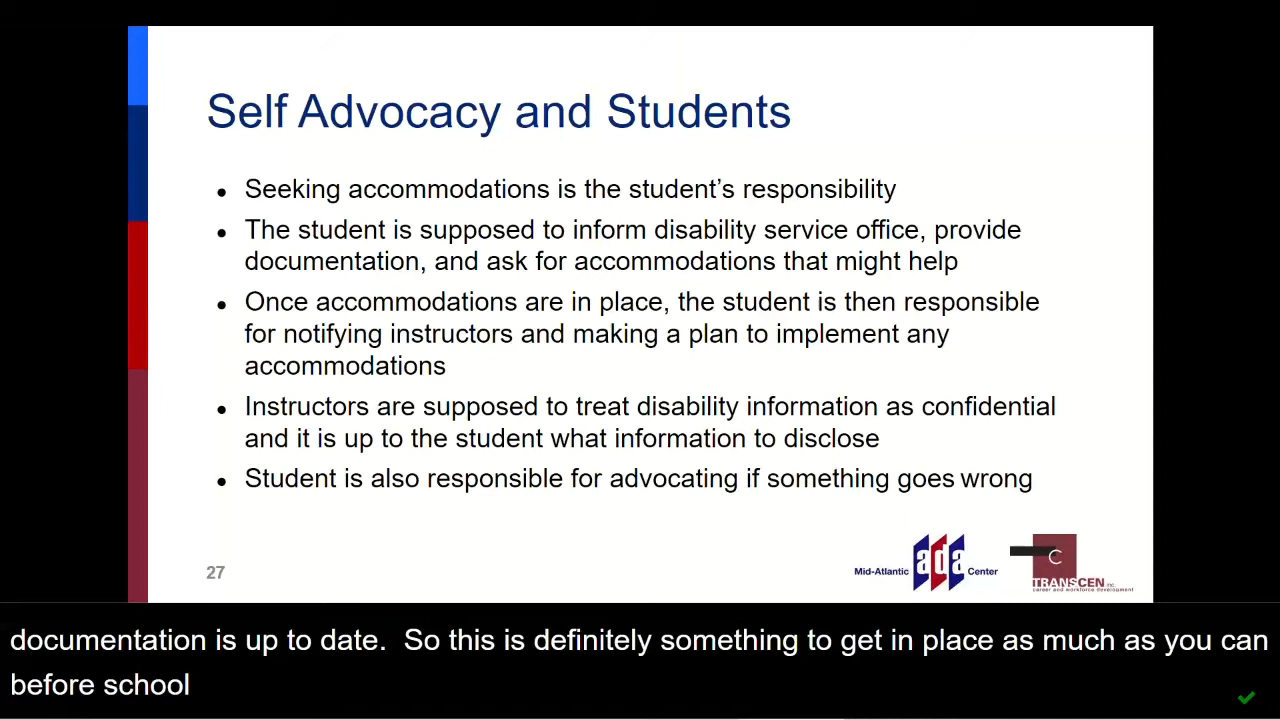 Self Advocacy and Students
• Seeking accommodations is the student’s responsibility
• The student is supposed to inform disability service office, provide
documentation, and ask for accommodations that might help
• Once accommodations are in place, the student is then responsible
for notifying instructors and making a plan to implement any
accommodations
• Instructors are supposed to treat disability information as confidential
and it is up to the student what information to disclose
• Student is also responsible for advocating if something goes wrong
27
Mid-Atlantic ada Center
TRANSCEN inc.
career and workforce development
documentation is up to date.  So this is definitely something to get in place as much as you can
before school